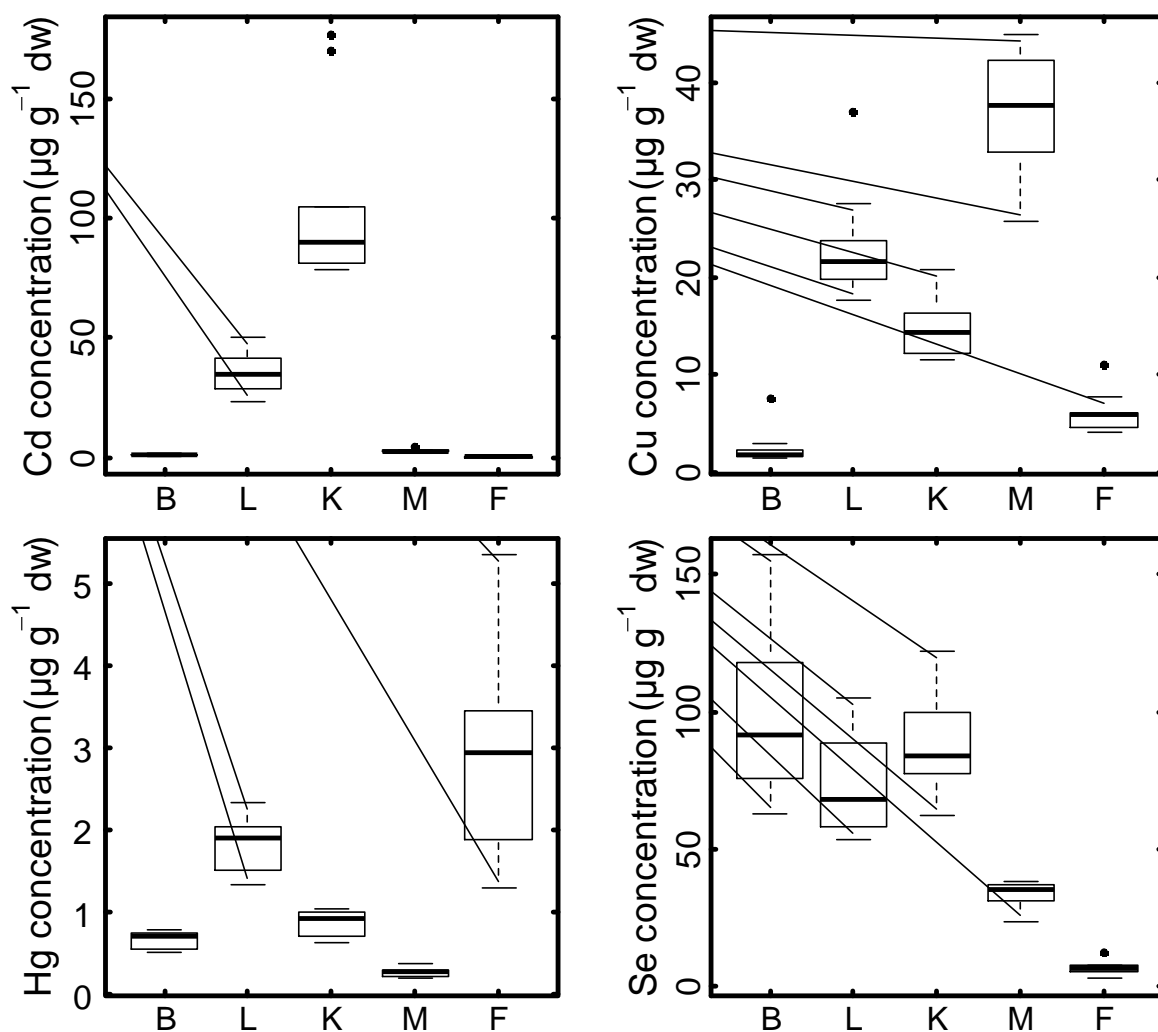 Cd concentration (µg g⁻¹ dw)
150
100
50
0
B L K M F
Cu concentration (µg g⁻¹ dw)
40
30
20
10
0
B L K M F
Hg concentration (µg g⁻¹ dw)
5
4
3
2
1
0
B L K M F
Se concentration (µg g⁻¹ dw)
150
100
50
0
B L K M F